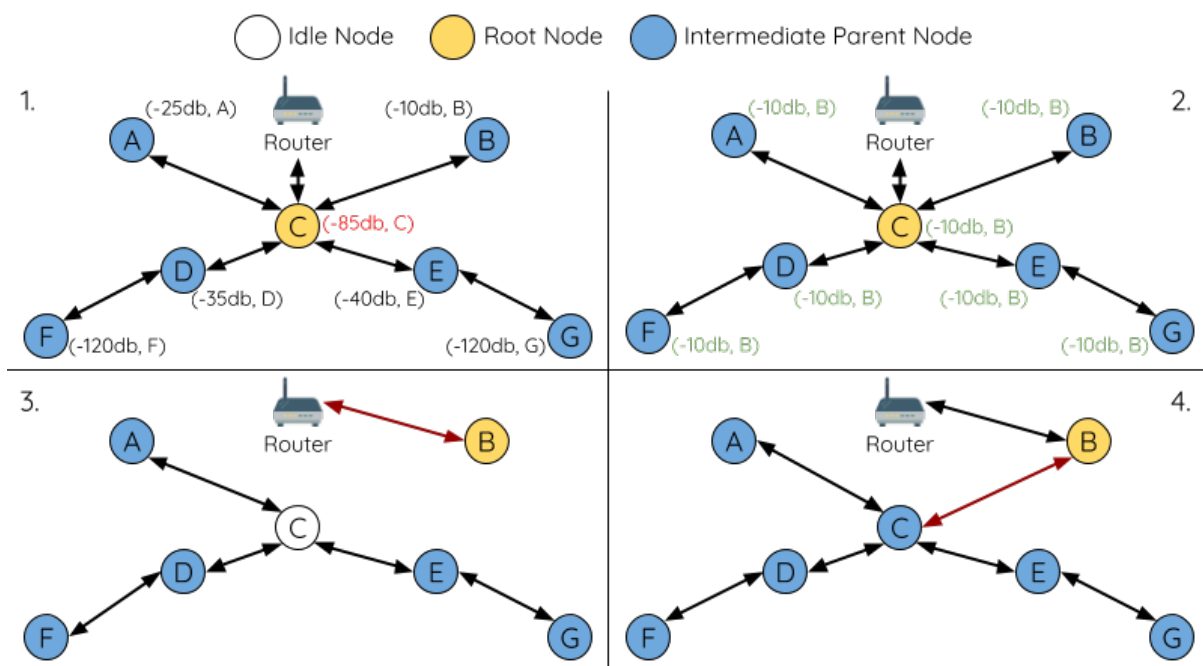 Idle Node Root Node Intermediate Parent Node
1.
(-25db, A) (-10db, B)
A Router B
C (-85db, C)
D E
(-35db, D) (-40db, E)
F (-120db, F) (-120db, G) G
2.
(-10db, B) (-10db, B)
A Router B
C (-10db, B)
D E
(-10db, B) (-10db, B)
F (-10db, B) (-10db, B) G
3.
A Router B
C
D E
F G
4.
A Router B
C
D E
F G